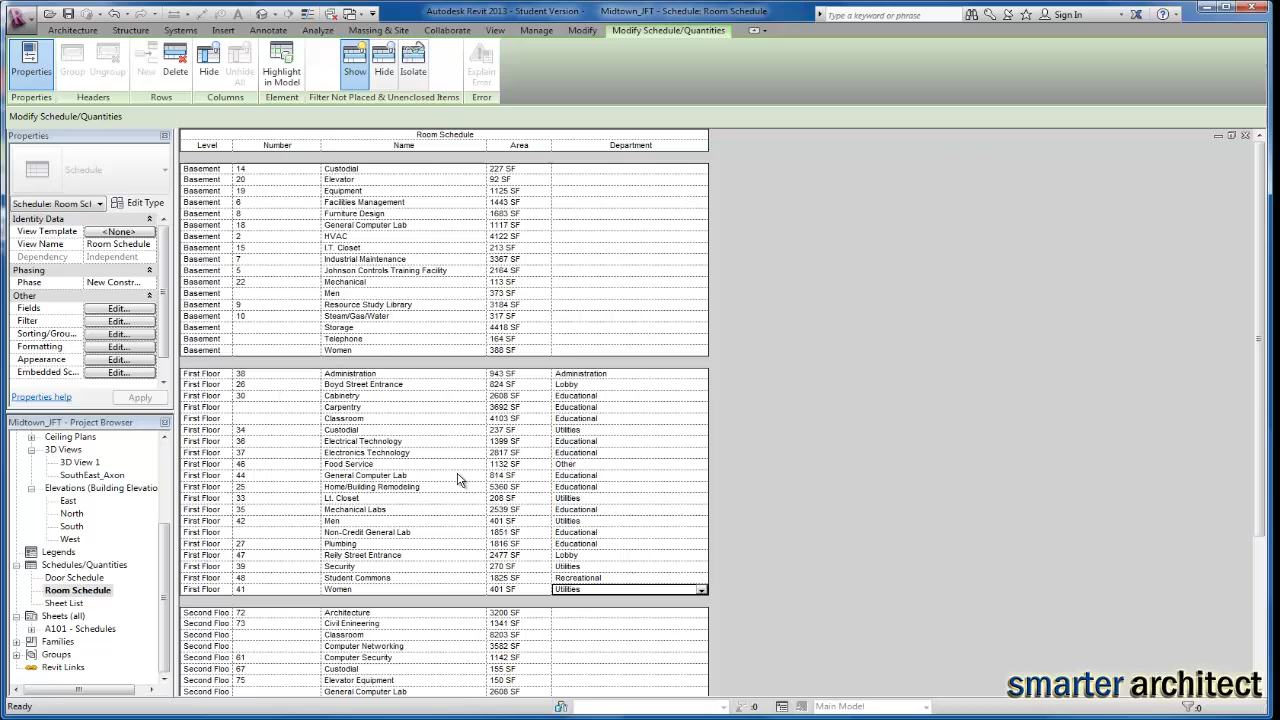 Autodesk Revit 2013 - Student Version - Midtown_JFT - Schedule: Room Schedule
Type a keyword or phrase
Sign In
Architecture Structure Systems Insert Annotate Analyze Massing & Site Collaborate View Manage Modify Modify Schedule/Quantities
Properties Group Ungroup New Delete Hide Unhide All Highlight in Model Show Hide Isolate Explain Error
Properties Headers Rows Columns Element Filter Not Placed & Unenclosed Items Error
Modify Schedule/Quantities
Properties
Schedule
Schedule: Room Scl Edit Type
Identity Data
View Template <None>
View Name Room Schedule
Dependency Independent
Phasing
Phase New Constr...
Other
Fields Edit...
Filter Edit...
Sorting/Grou... Edit...
Formatting Edit...
Appearance Edit...
Embedded Sc... Edit...
Properties help Apply
Midtown_JFT - Project Browser
Ceiling Plans
3D Views
3D View 1
SouthEast_Axon
Elevations (Building Elevatio
East
North
South
West
Legends
Schedules/Quantities
Door Schedule
Room Schedule
Sheet List
Sheets (all)
A101 - Schedules
Families
Groups
Revit Links
Room Schedule
Level Number Name Area Department
Basement 14 Custodial 227 SF
Basement 20 Elevator 92 SF
Basement 19 Equipment 1125 SF
Basement 6 Facilities Management 1443 SF
Basement 8 Furniture Design 1683 SF
Basement 18 General Computer Lab 1117 SF
Basement 2 HVAC 4122 SF
Basement 15 I.T. Closet 213 SF
Basement 7 Industrial Maintenance 3367 SF
Basement 5 Johnson Controls Training Facility 2164 SF
Basement 22 Mechanical 113 SF
Basement Men 373 SF
Basement 9 Resource Study Library 3184 SF
Basement 10 Steam/Gas/Water 317 SF
Basement Storage 4418 SF
Basement Telephone 164 SF
Basement Women 388 SF
First Floor 38 Administration 943 SF Administration
First Floor 26 Boyd Street Entrance 824 SF Lobby
First Floor 30 Cabinetry 2608 SF Educational
First Floor Carpentry 3692 SF Educational
First Floor Classroom 4103 SF Educational
First Floor 34 Custodial 237 SF Utilities
First Floor 36 Electrical Technology 1399 SF Educational
First Floor 37 Electronics Technology 2817 SF Educational
First Floor 46 Food Service 1132 SF Other
First Floor 44 General Computer Lab 814 SF Educational
First Floor 25 Home/Building Remodeling 5360 SF Educational
First Floor 33 I.t. Closet 208 SF Utilities
First Floor 35 Mechanical Labs 2539 SF Educational
First Floor 42 Men 401 SF Utilities
First Floor Non-Credit General Lab 1851 SF Educational
First Floor 27 Plumbing 1816 SF Educational
First Floor 47 Reily Street Entrance 2477 SF Lobby
First Floor 39 Security 270 SF Utilities
First Floor 48 Student Commons 1825 SF Recreational
First Floor 41 Women 401 SF Utilities
Second Floo 72 Architecture 3200 SF
Second Floo 73 Civil Enineering 1341 SF
Second Floo Classroom 8203 SF
Second Floo Computer Networking 3582 SF
Second Floo 61 Computer Security 1142 SF
Second Floo 67 Custodial 155 SF
Second Floo 75 Elevator Equipment 150 SF
Second Floo General Computer Lab 2608 SF
smarter architect
Ready
:0
Main Model
:0